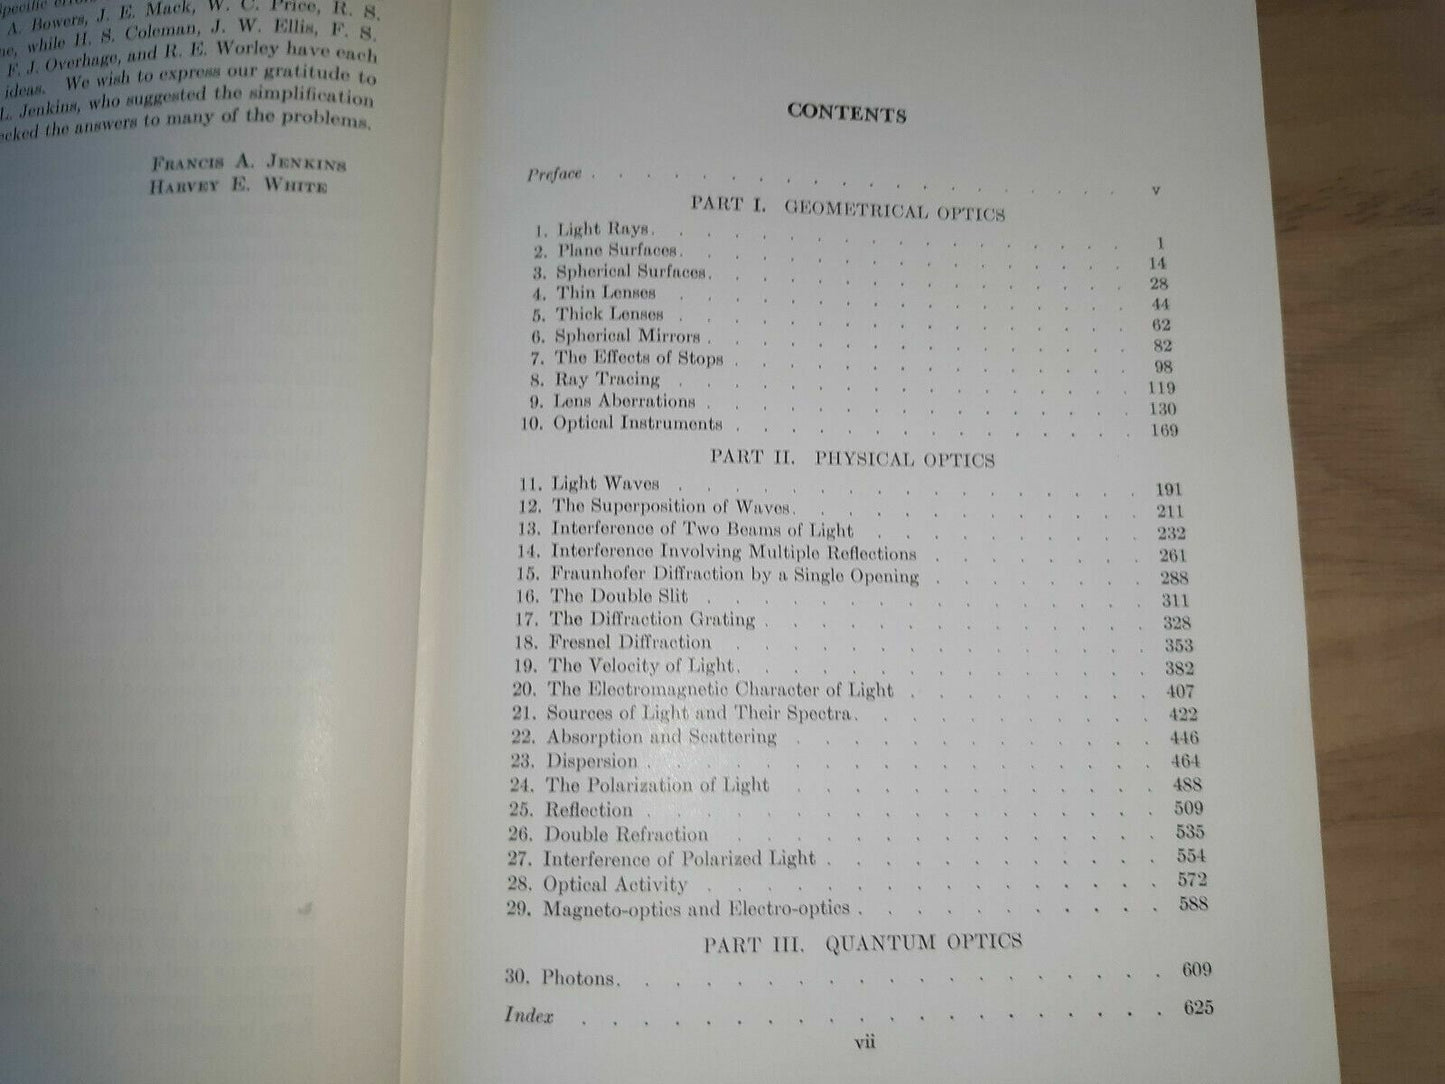 A. Bowers, J. E. Mack, W. C. Price, R. S.
while H. S. Coleman, J. W. Ellis, F. S.
F. J. Overhage, and R. E. Worley have each
ideas. We wish to express our gratitude to
L. Jenkins, who suggested the simplification
the answers to many of the problems.
FRANCIS A. JENKINS
HARVEY E. WHITE
CONTENTS
Preface . . . . . . . . . . . . . . . . . . . . v
PART I. GEOMETRICAL OPTICS
1. Light Rays. . . . . . . . . . . . . . . . . . 1
2. Plane Surfaces. . . . . . . . . . . . . . . . . 14
3. Spherical Surfaces. . . . . . . . . . . . . . . . 28
4. Thin Lenses . . . . . . . . . . . . . . . . . 44
5. Thick Lenses . . . . . . . . . . . . . . . . . 62
6. Spherical Mirrors . . . . . . . . . . . . . . . . 82
7. The Effects of Stops . . . . . . . . . . . . . . . 98
8. Ray Tracing . . . . . . . . . . . . . . . . . 119
9. Lens Aberrations . . . . . . . . . . . . . . . . 130
10. Optical Instruments . . . . . . . . . . . . . . . 169
PART II. PHYSICAL OPTICS
11. Light Waves . . . . . . . . . . . . . . . . . 191
12. The Superposition of Waves. . . . . . . . . . . . . 211
13. Interference of Two Beams of Light . . . . . . . . . . 232
14. Interference Involving Multiple Reflections . . . . . . . . 261
15. Fraunhofer Diffraction by a Single Opening . . . . . . . . 288
16. The Double Slit . . . . . . . . . . . . . . . . 311
17. The Diffraction Grating . . . . . . . . . . . . . . 328
18. Fresnel Diffraction . . . . . . . . . . . . . . . 353
19. The Velocity of Light. . . . . . . . . . . . . . . 382
20. The Electromagnetic Character of Light . . . . . . . . . 407
21. Sources of Light and Their Spectra. . . . . . . . . . . 422
22. Absorption and Scattering . . . . . . . . . . . . . 446
23. Dispersion . . . . . . . . . . . . . . . . . . 464
24. The Polarization of Light . . . . . . . . . . . . . 488
25. Reflection . . . . . . . . . . . . . . . . . . 509
26. Double Refraction . . . . . . . . . . . . . . . 535
27. Interference of Polarized Light . . . . . . . . . . . . 554
28. Optical Activity . . . . . . . . . . . . . . . . 572
29. Magneto-optics and Electro-optics . . . . . . . . . . . 588
PART III. QUANTUM OPTICS
30. Photons. . . . . . . . . . . . . . . . . . . 609
Index . . . . . . . . . . . . . . . . . . . . 625
vii